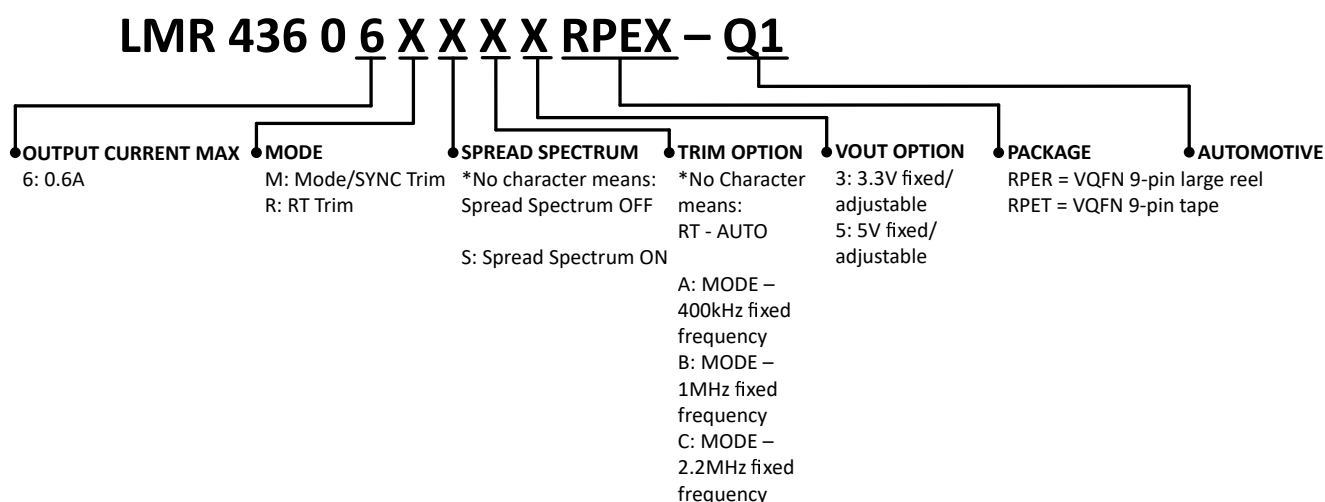 LMR 436 0 6 X X X X RPEX – Q1
OUTPUT CURRENT MAX
6: 0.6A
MODE
M: Mode/SYNC Trim
R: RT Trim
SPREAD SPECTRUM
*No character means:
Spread Spectrum OFF
S: Spread Spectrum ON
TRIM OPTION
*No Character
means:
RT - AUTO
A: MODE –
400kHz fixed
frequency
B: MODE –
1MHz fixed
frequency
C: MODE –
2.2MHz fixed
frequency
VOUT OPTION
3: 3.3V fixed/
adjustable
5: 5V fixed/
adjustable
PACKAGE
RPER = VQFN 9-pin large reel
RPET = VQFN 9-pin tape
AUTOMOTIVE